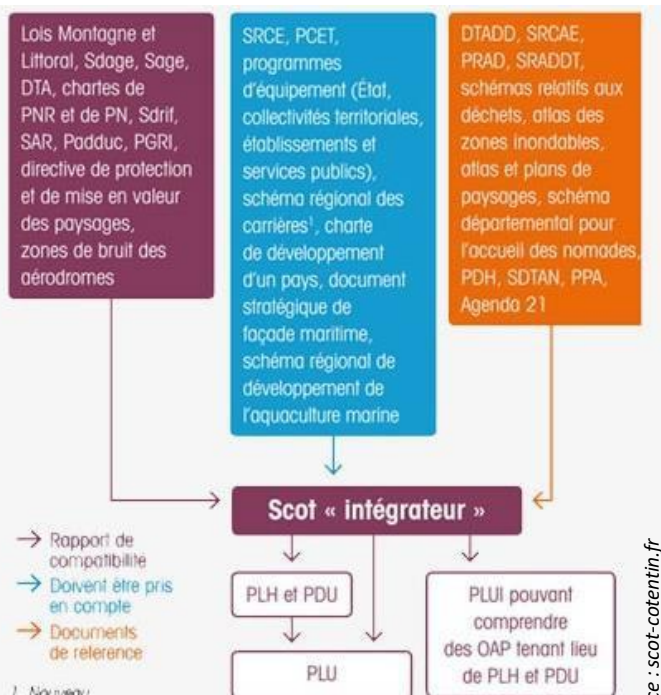 Lois Montagne et
Littoral, Sdage, Sage,
DTA, chartes de
PNR et de PN, Sdrif,
SAR, Padduc, PGRI,
directive de protection
et de mise en valeur
des paysages,
zones de bruit des
aérodromes
SRCE, PCET,
programmes
d'équipement (État,
collectivités territoriales,
établissements et
services publics),
schéma régional des
carrières¹, charte
de développement
d'un pays, document
stratégique de
façade maritime,
schéma régional de
développement de
l'aquaculture marine
DTADD, SRCAE,
PRAD, SRADDT,
schémas relatifs aux
déchets, atlas des
zones inondables,
atlas et plans de
paysages, schéma
départemental pour
l'accueil des nomades,
PDH, SDTAN, PPA,
Agenda 21
Scot « intégrateur »
→ Rapport de
compatibilité
→ Doivent être pris
en compte
→ Documents
de référence
1. Nouveau
PLH et PDU
PLU
PLUI pouvant
comprendre
des OAP tenant lieu
de PLH et PDU
: scot-cotentin.fr